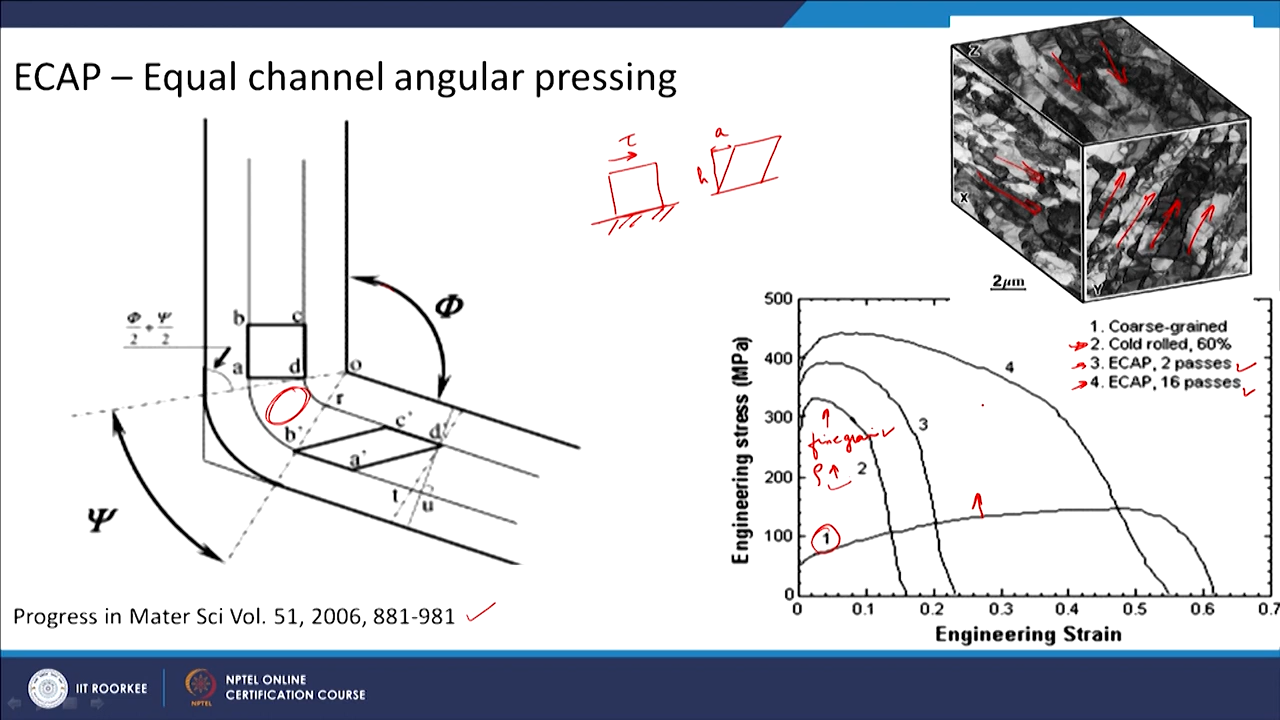 ECAP – Equal channel angular pressing
Φ/2 + Ψ/2
b
c
a
d
o
r
Φ
b'
c'
a'
d'
t
u
Ψ
τ
a
h
Z
X
Y
2μm
500
400
300
200
100
0
Engineering stress (MPa)
1. Coarse-grained
2. Cold rolled, 60%
3. ECAP, 2 passes
4. ECAP, 16 passes
4
3
2
1
fine grain
ρ ↑
0
0.1
0.2
0.3
0.4
0.5
0.6
0.7
Engineering Strain
Progress in Mater Sci Vol. 51, 2006, 881-981
IIT ROORKEE
NPTEL
NPTEL ONLINE
CERTIFICATION COURSE